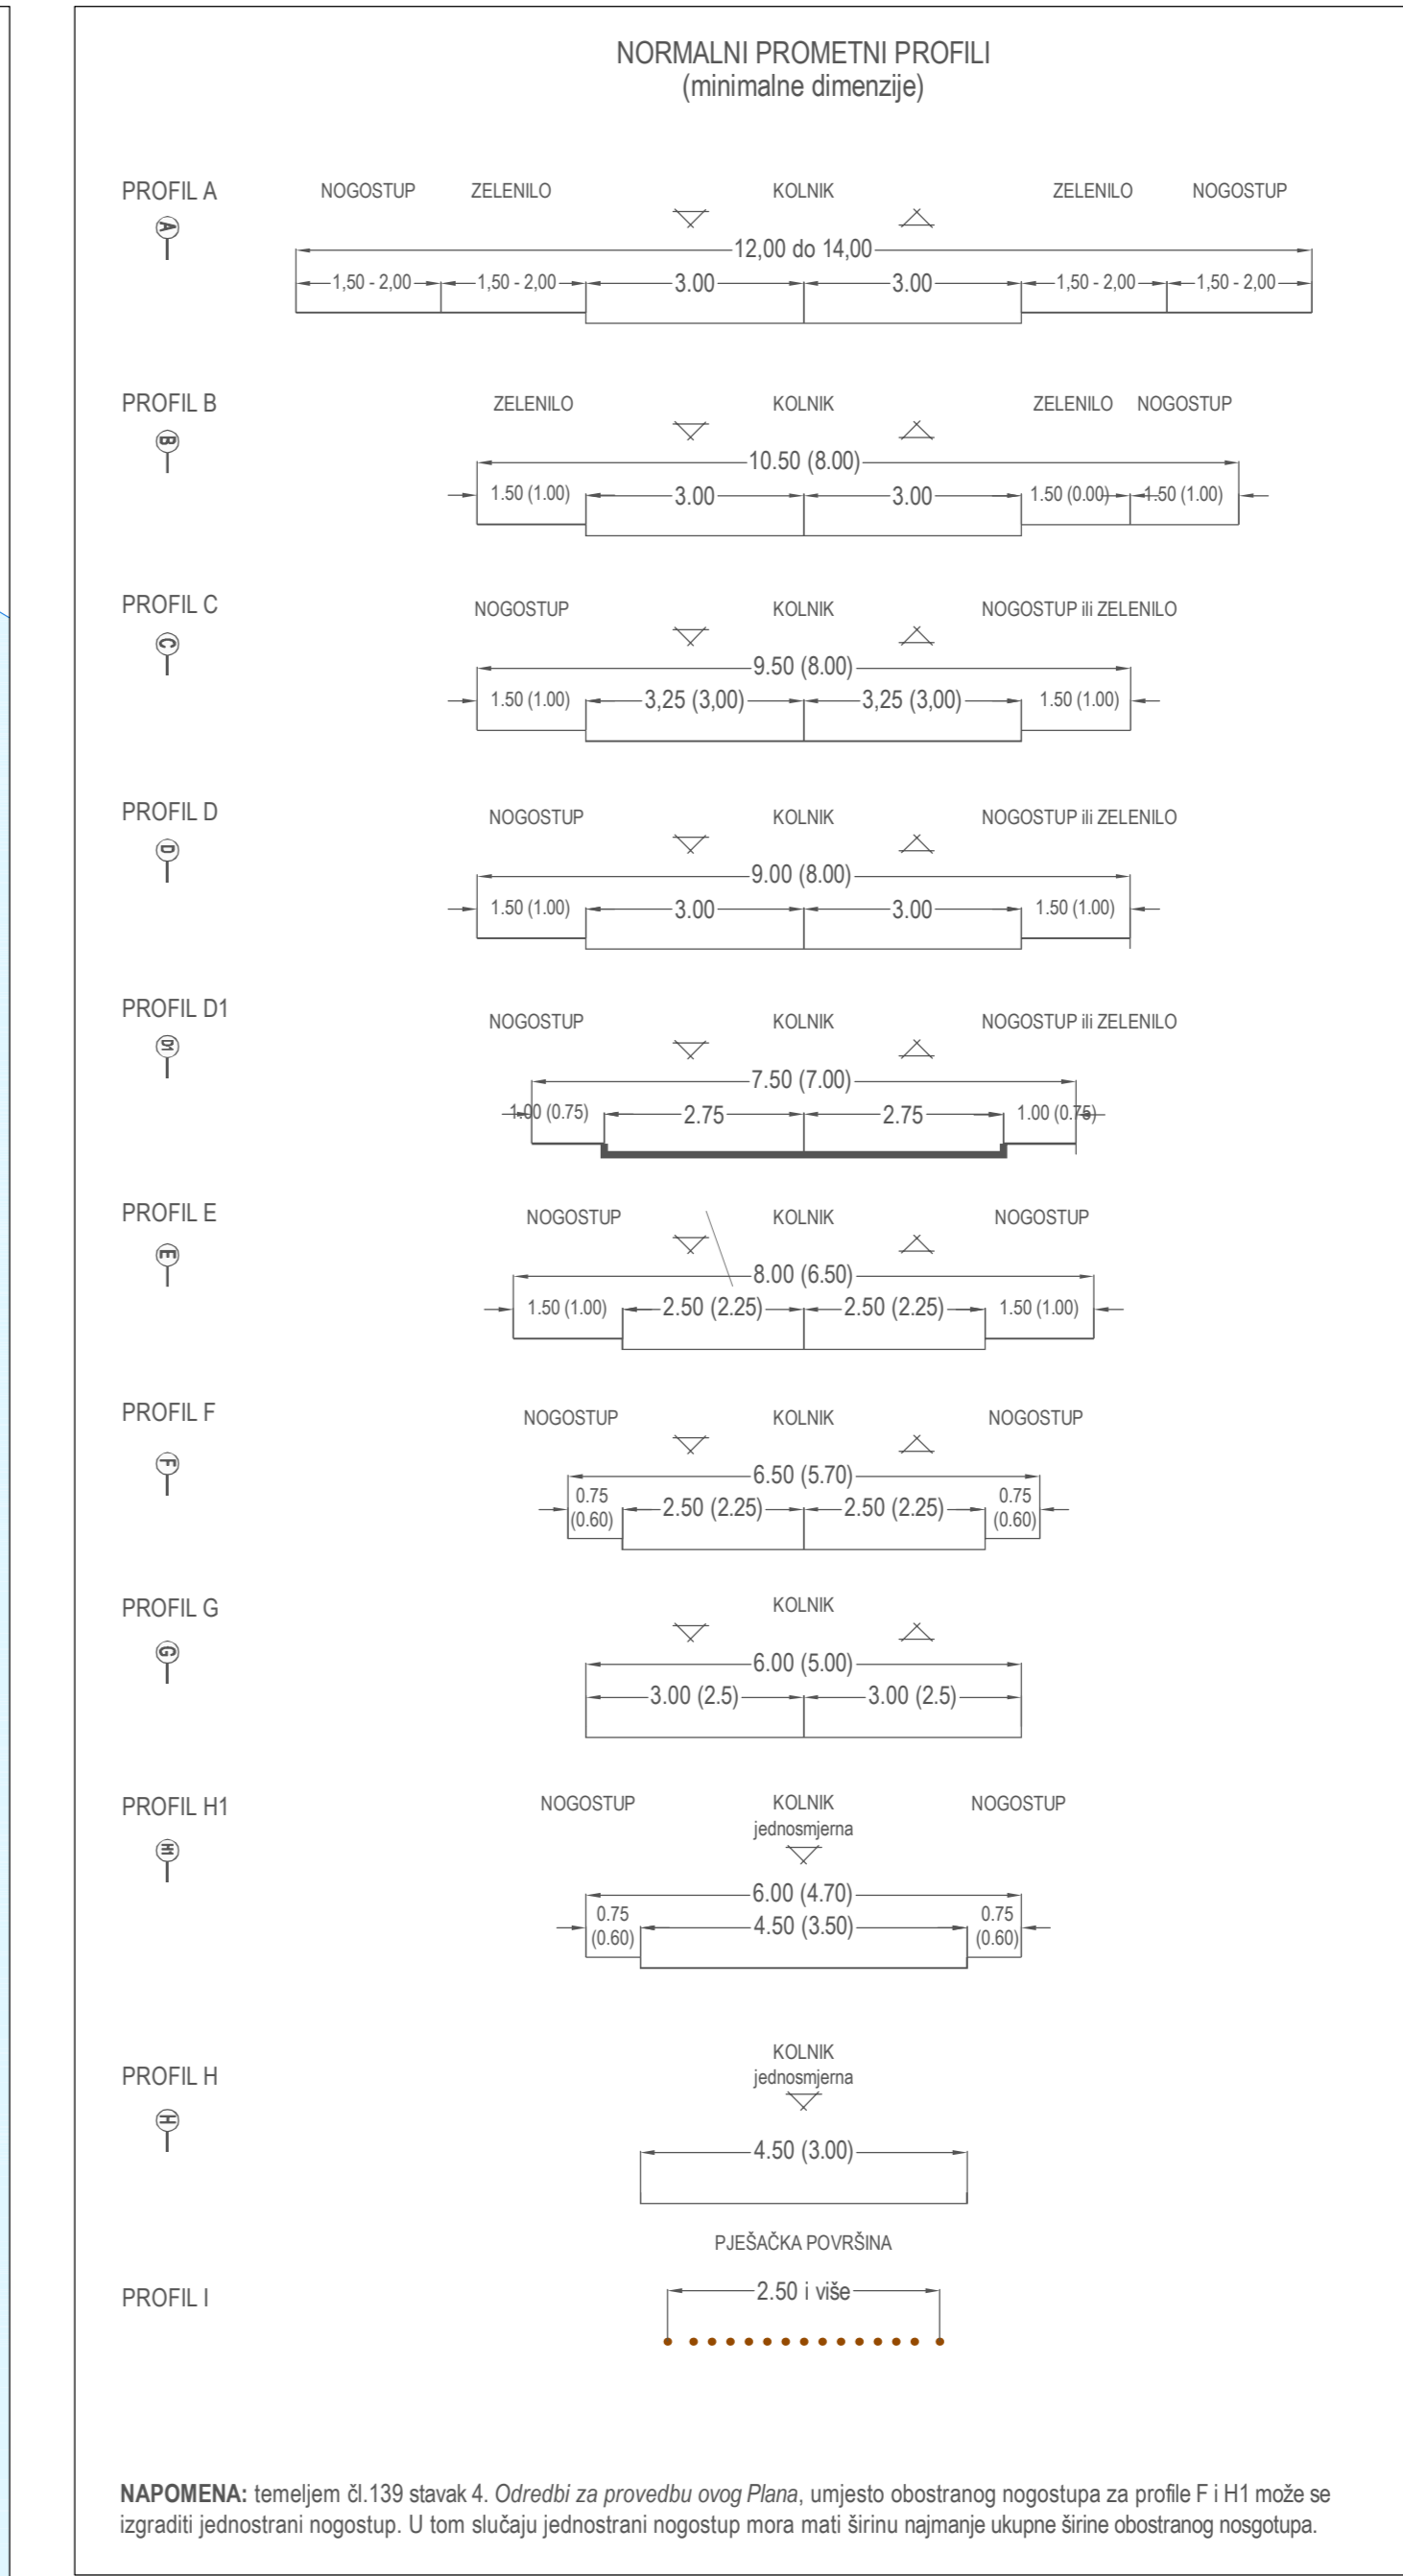 NORMALNI PROMETNI PROFILI
(minimalne dimenzije)
PROFIL A
A
NOGOSTUP ZELENILO KOLNIK ZELENILO NOGOSTUP
12,00 do 14,00
1,50 - 2,00 1,50 - 2,00 3.00 3.00 1,50 - 2,00 1,50 - 2,00
PROFIL B
B
ZELENILO KOLNIK ZELENILO NOGOSTUP
10.50 (8.00)
1.50 (1.00) 3.00 3.00 1.50 (0.00) 1.50 (1.00)
PROFIL C
C
NOGOSTUP KOLNIK NOGOSTUP ili ZELENILO
9.50 (8.00)
1.50 (1.00) 3,25 (3,00) 3,25 (3,00) 1.50 (1.00)
PROFIL D
D
NOGOSTUP KOLNIK NOGOSTUP ili ZELENILO
9.00 (8.00)
1.50 (1.00) 3.00 3.00 1.50 (1.00)
PROFIL D1
D1
NOGOSTUP KOLNIK NOGOSTUP ili ZELENILO
7.50 (7.00)
1.00 (0.75) 2.75 2.75 1.00 (0.75)
PROFIL E
E
NOGOSTUP KOLNIK NOGOSTUP
8.00 (6.50)
1.50 (1.00) 2.50 (2.25) 2.50 (2.25) 1.50 (1.00)
PROFIL F
F
NOGOSTUP KOLNIK NOGOSTUP
6.50 (5.70)
0.75 (0.60) 2.50 (2.25) 2.50 (2.25) 0.75 (0.60)
PROFIL G
G
KOLNIK
6.00 (5.00)
3.00 (2.5) 3.00 (2.5)
PROFIL H1
H1
NOGOSTUP KOLNIK NOGOSTUP
jednosmjerna
6.00 (4.70)
0.75 (0.60) 4.50 (3.50) 0.75 (0.60)
PROFIL H
H
KOLNIK
jednosmjerna
4.50 (3.00)
PROFIL I
PJEŠAČKA POVRŠINA
2.50 i više
NAPOMENA: temeljem čl.139 stavak 4. Odredbi za provedbu ovog Plana, umjesto obostranog nogostupa za profile F i H1 može se
izgraditi jednostrani nogostup. U tom slučaju jednostrani nogostup mora mati širinu najmanje ukupne širine obostranog nosgotupa.